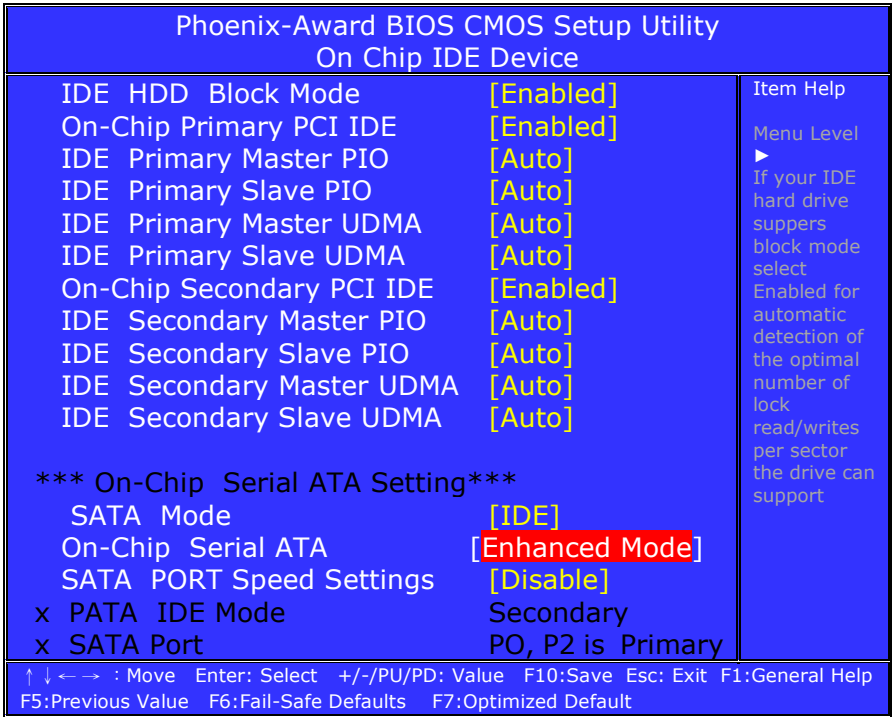 Phoenix-Award BIOS CMOS Setup Utility
On Chip IDE Device
IDE HDD Block Mode [Enabled]
On-Chip Primary PCI IDE [Enabled]
IDE Primary Master PIO [Auto]
IDE Primary Slave PIO [Auto]
IDE Primary Master UDMA [Auto]
IDE Primary Slave UDMA [Auto]
On-Chip Secondary PCI IDE [Enabled]
IDE Secondary Master PIO [Auto]
IDE Secondary Slave PIO [Auto]
IDE Secondary Master UDMA [Auto]
IDE Secondary Slave UDMA [Auto]
*** On-Chip Serial ATA Setting***
SATA Mode [IDE]
On-Chip Serial ATA [Enhanced Mode]
SATA PORT Speed Settings [Disable]
x PATA IDE Mode Secondary
x SATA Port PO, P2 is Primary
Item Help
Menu Level
►
If your IDE
hard drive
suppers
block mode
select
Enabled for
automatic
detection of
the optimal
number of
lock
read/writes
per sector
the drive can
support
↑↓←→ : Move Enter: Select +/-/PU/PD: Value F10:Save Esc: Exit F1:General Help
F5:Previous Value F6:Fail-Safe Defaults F7:Optimized Default